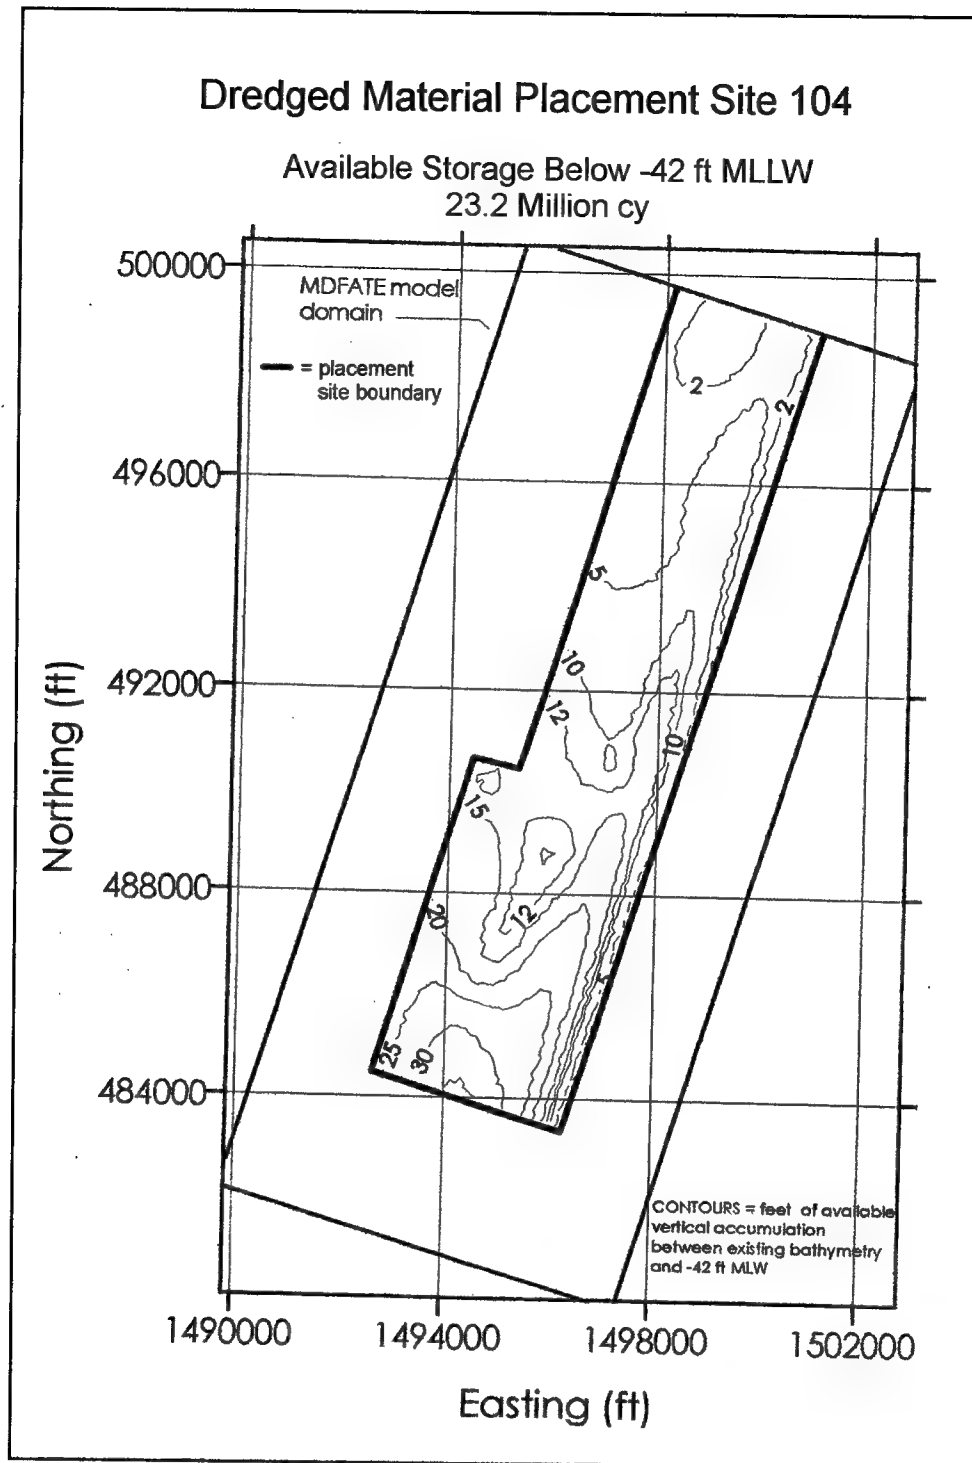 Dredged Material Placement Site 104
Available Storage Below -42 ft MLLW
23.2 Million cy
500000
496000
492000
488000
484000
Northing (ft)
MDFATE model
domain
= placement
site boundary
2
2
5
10
12
10
15
12
20
5
25
30
CONTOURS = feet of available
vertical accumulation
between existing bathymetry
and -42 ft MLW
1490000
1494000
1498000
1502000
Easting (ft)